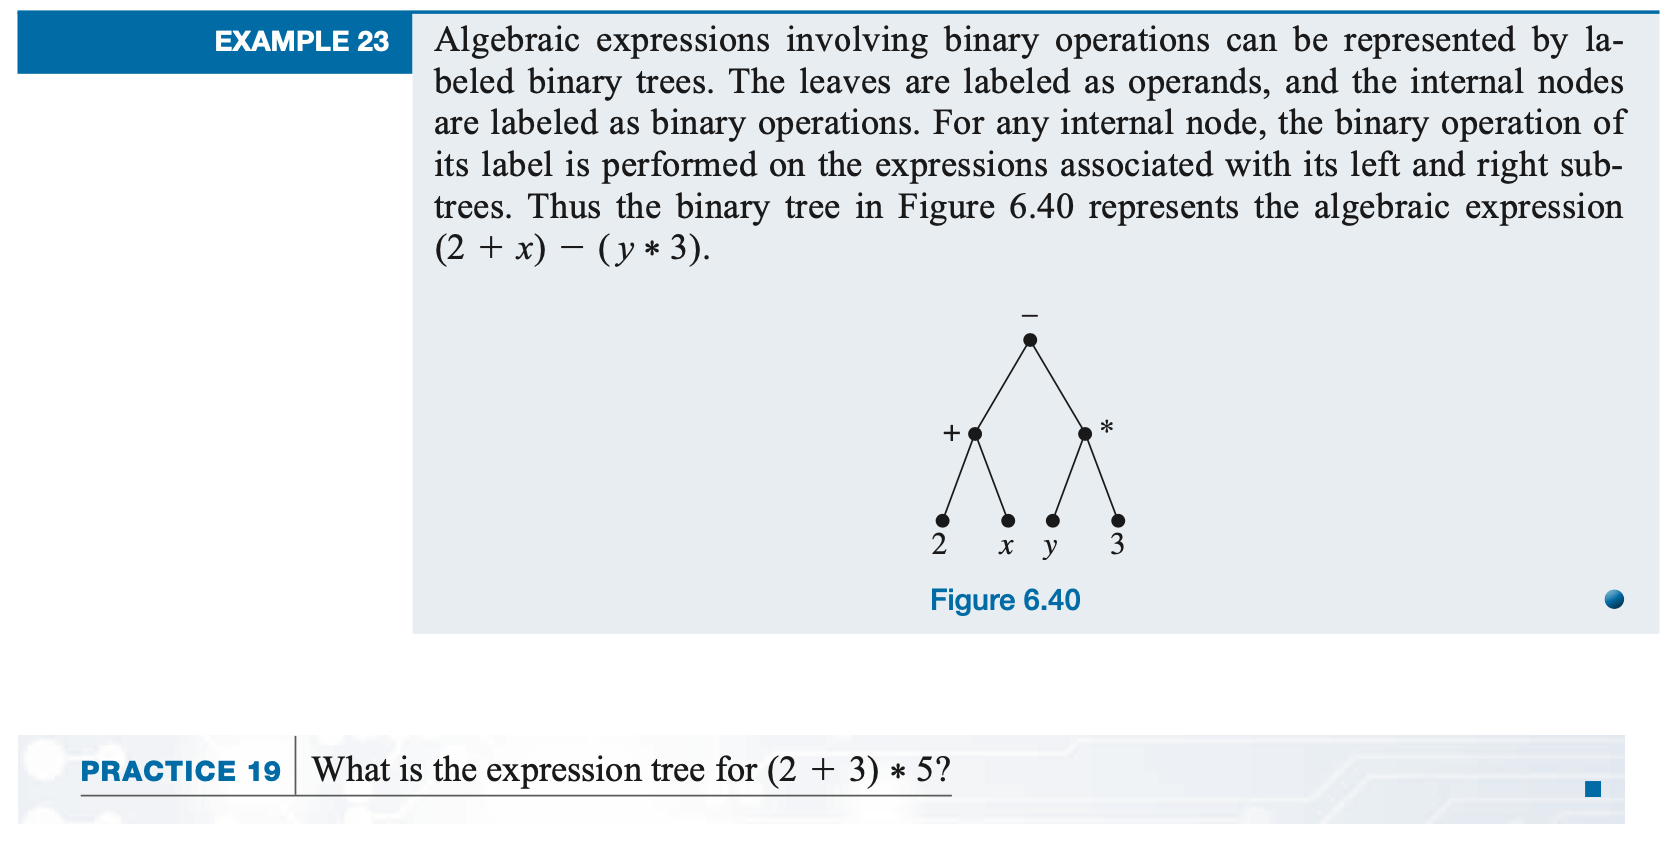 EXAMPLE 23
Algebraic expressions involving binary operations can be represented by la-
beled binary trees. The leaves are labeled as operands, and the internal nodes
are labeled as binary operations. For any internal node, the binary operation of
its label is performed on the expressions associated with its left and right sub-
trees. Thus the binary tree in Figure 6.40 represents the algebraic expression
(2 + x) − (y * 3).
−
+ *
2 x y 3
Figure 6.40
PRACTICE 19 What is the expression tree for (2 + 3) * 5?